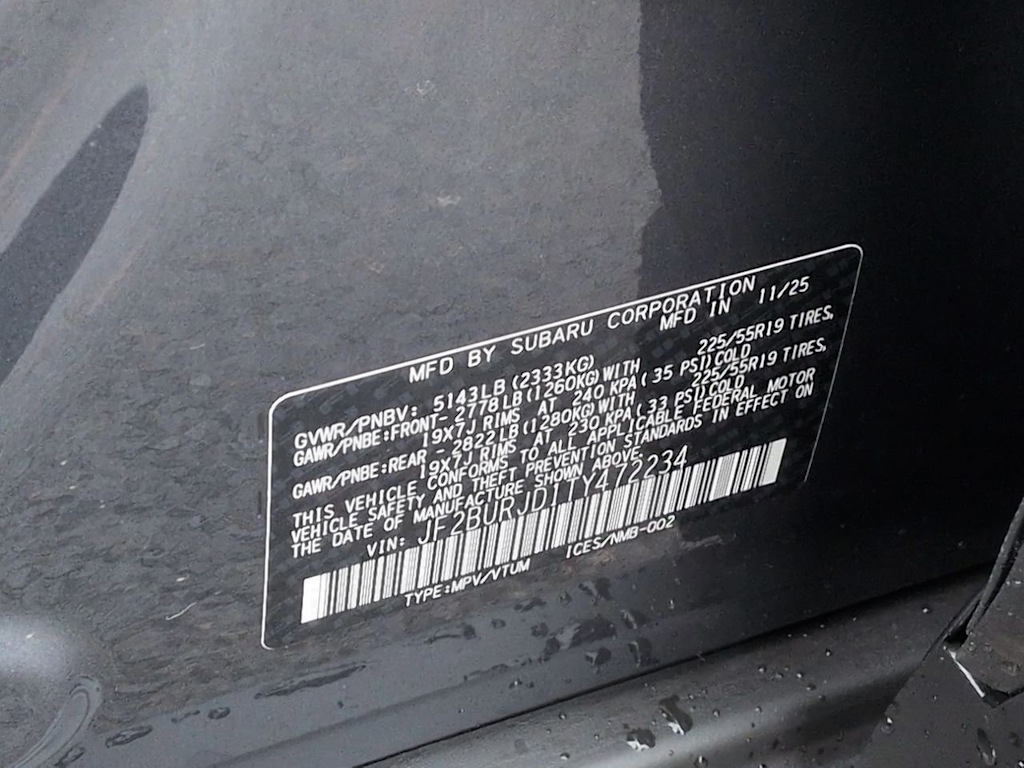 MFD BY SUBARU CORPORATION
MFD IN 11/25
GVWR/PNBV: 5143LB (2333KG)
GAWR/PNBE:FRONT- 2778LB(1260KG)WITH 225/55R19 TIRES,
19X7J RIMS AT 240 KPA( 35 PSI)COLD
GAWR/PNBE:REAR - 2822LB(1280KG)WITH 225/55R19 TIRES,
19X7J RIMS AT 230 KPA( 33 PSI)COLD
THIS VEHICLE CONFORMS TO ALL APPLICABLE FEDERAL MOTOR
VEHICLE SAFETY AND THEFT PREVENTION STANDARDS IN EFFECT ON
THE DATE OF MANUFACTURE SHOWN ABOVE.
VIN: JF2BURJD1TY472234
TYPE:MPV/VTUM ICES/NMB-002